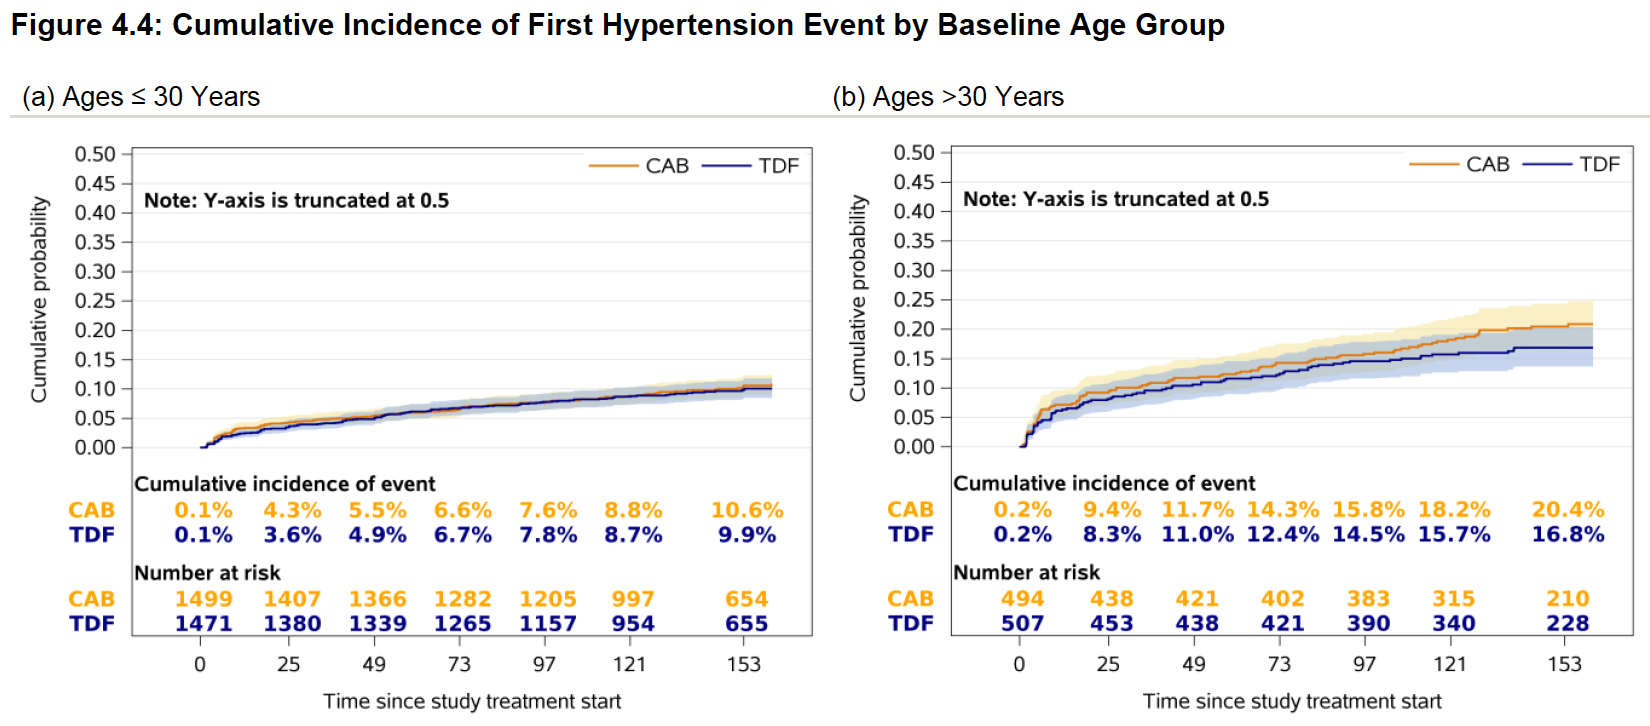 Figure 4.4: Cumulative Incidence of First Hypertension Event by Baseline Age Group
(a) Ages ≤ 30 Years
0.50
0.45
0.40
0.35
0.30
0.25
0.20
0.15
0.10
0.05
0.00
Cumulative probability
CAB TDF
Note: Y-axis is truncated at 0.5
Cumulative incidence of event
CAB 0.1% 4.3% 5.5% 6.6% 7.6% 8.8% 10.6%
TDF 0.1% 3.6% 4.9% 6.7% 7.8% 8.7% 9.9%
Number at risk
CAB 1499 1407 1366 1282 1205 997 654
TDF 1471 1380 1339 1265 1157 954 655
0 25 49 73 97 121 153
Time since study treatment start
(b) Ages >30 Years
0.50
0.45
0.40
0.35
0.30
0.25
0.20
0.15
0.10
0.05
0.00
Cumulative probability
CAB TDF
Note: Y-axis is truncated at 0.5
Cumulative incidence of event
CAB 0.2% 9.4% 11.7% 14.3% 15.8% 18.2% 20.4%
TDF 0.2% 8.3% 11.0% 12.4% 14.5% 15.7% 16.8%
Number at risk
CAB 494 438 421 402 383 315 210
TDF 507 453 438 421 390 340 228
0 25 49 73 97 121 153
Time since study treatment start